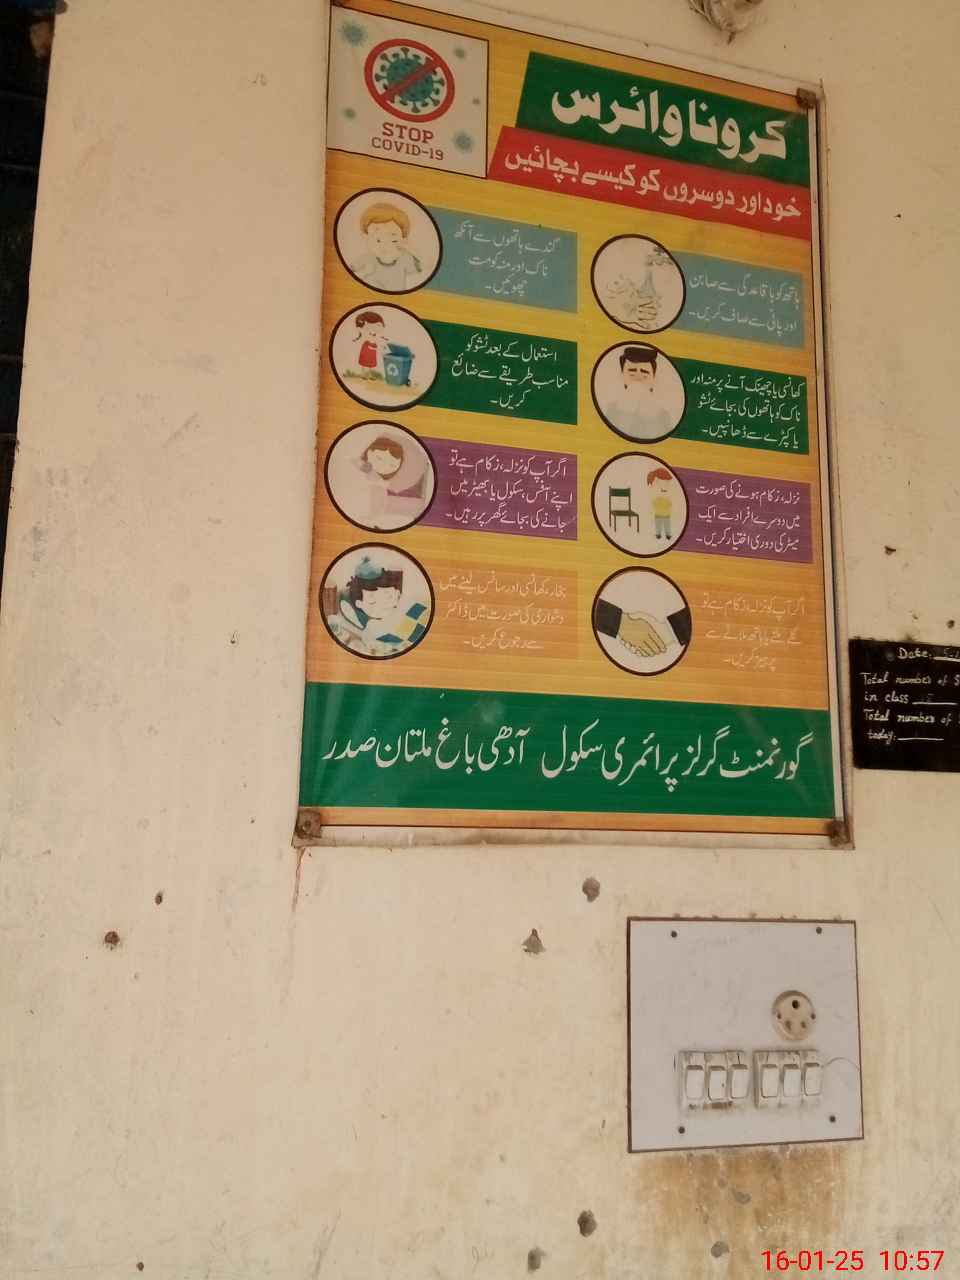 STOP
COVID-19
کرونا وائرس
خود اور دوسروں کو کیسے بچائیں
ہاتھ کو باقاعدگی سے صابن
اور پانی سے صاف کریں۔
گندے ہاتھوں سے آنکھ
ناک اور منہ کو مت
چھوئیں۔
کھانسی یا چھینک آنے پر منہ اور
ناک کو ہاتھوں کی بجائے ٹشو
یا کپڑے سے ڈھانپیں۔
استعمال کے بعد ٹشو کو
مناسب طریقے سے ضائع
کریں۔
نزلہ، زکام ہونے کی صورت
میں دوسرے افراد سے ایک
میٹر کی دوری اختیار کریں۔
اگر آپ کو نزلہ، زکام ہے تو
اپنے آفس، سکول یا بھیڑ میں
جانے کی بجائے گھر پر رہیں۔
اگر آپ کو نزلہ، زکام ہے تو
گلے ملنے یا ہاتھ ملانے سے
پرہیز کریں۔
بخار، کھانسی اور سانس لینے میں
دشواری کی صورت میں ڈاکٹر
سے رجوع کریں۔
گورنمنٹ گرلز پرائمری سکول آدھی باغ ملتان صدر
Date:
Total number of
in class
Total number of
today:
16-01-25 10:57